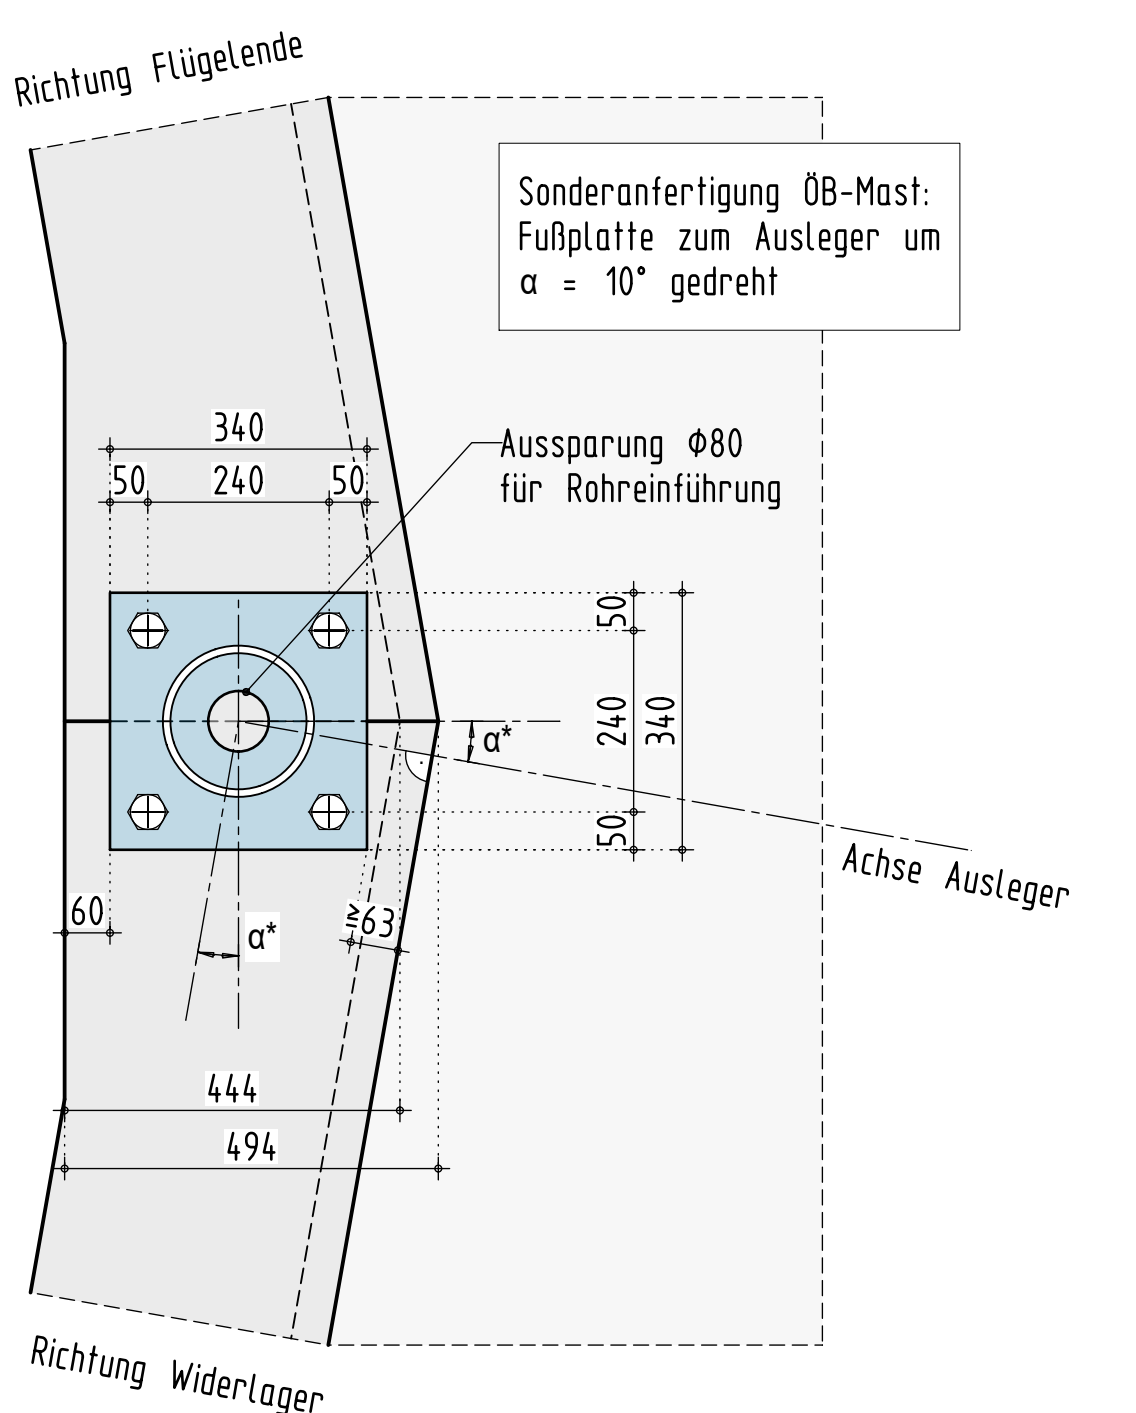 Richtung Flügelende
Sonderanfertigung ÖB-Mast:
Fußplatte zum Ausleger um
α = 10° gedreht
340
50
240
50
Aussparung Φ80
für Rohreinführung
50
240
340
50
α*
Achse Ausleger
60
≥63
α*
444
494
Richtung Widerlager